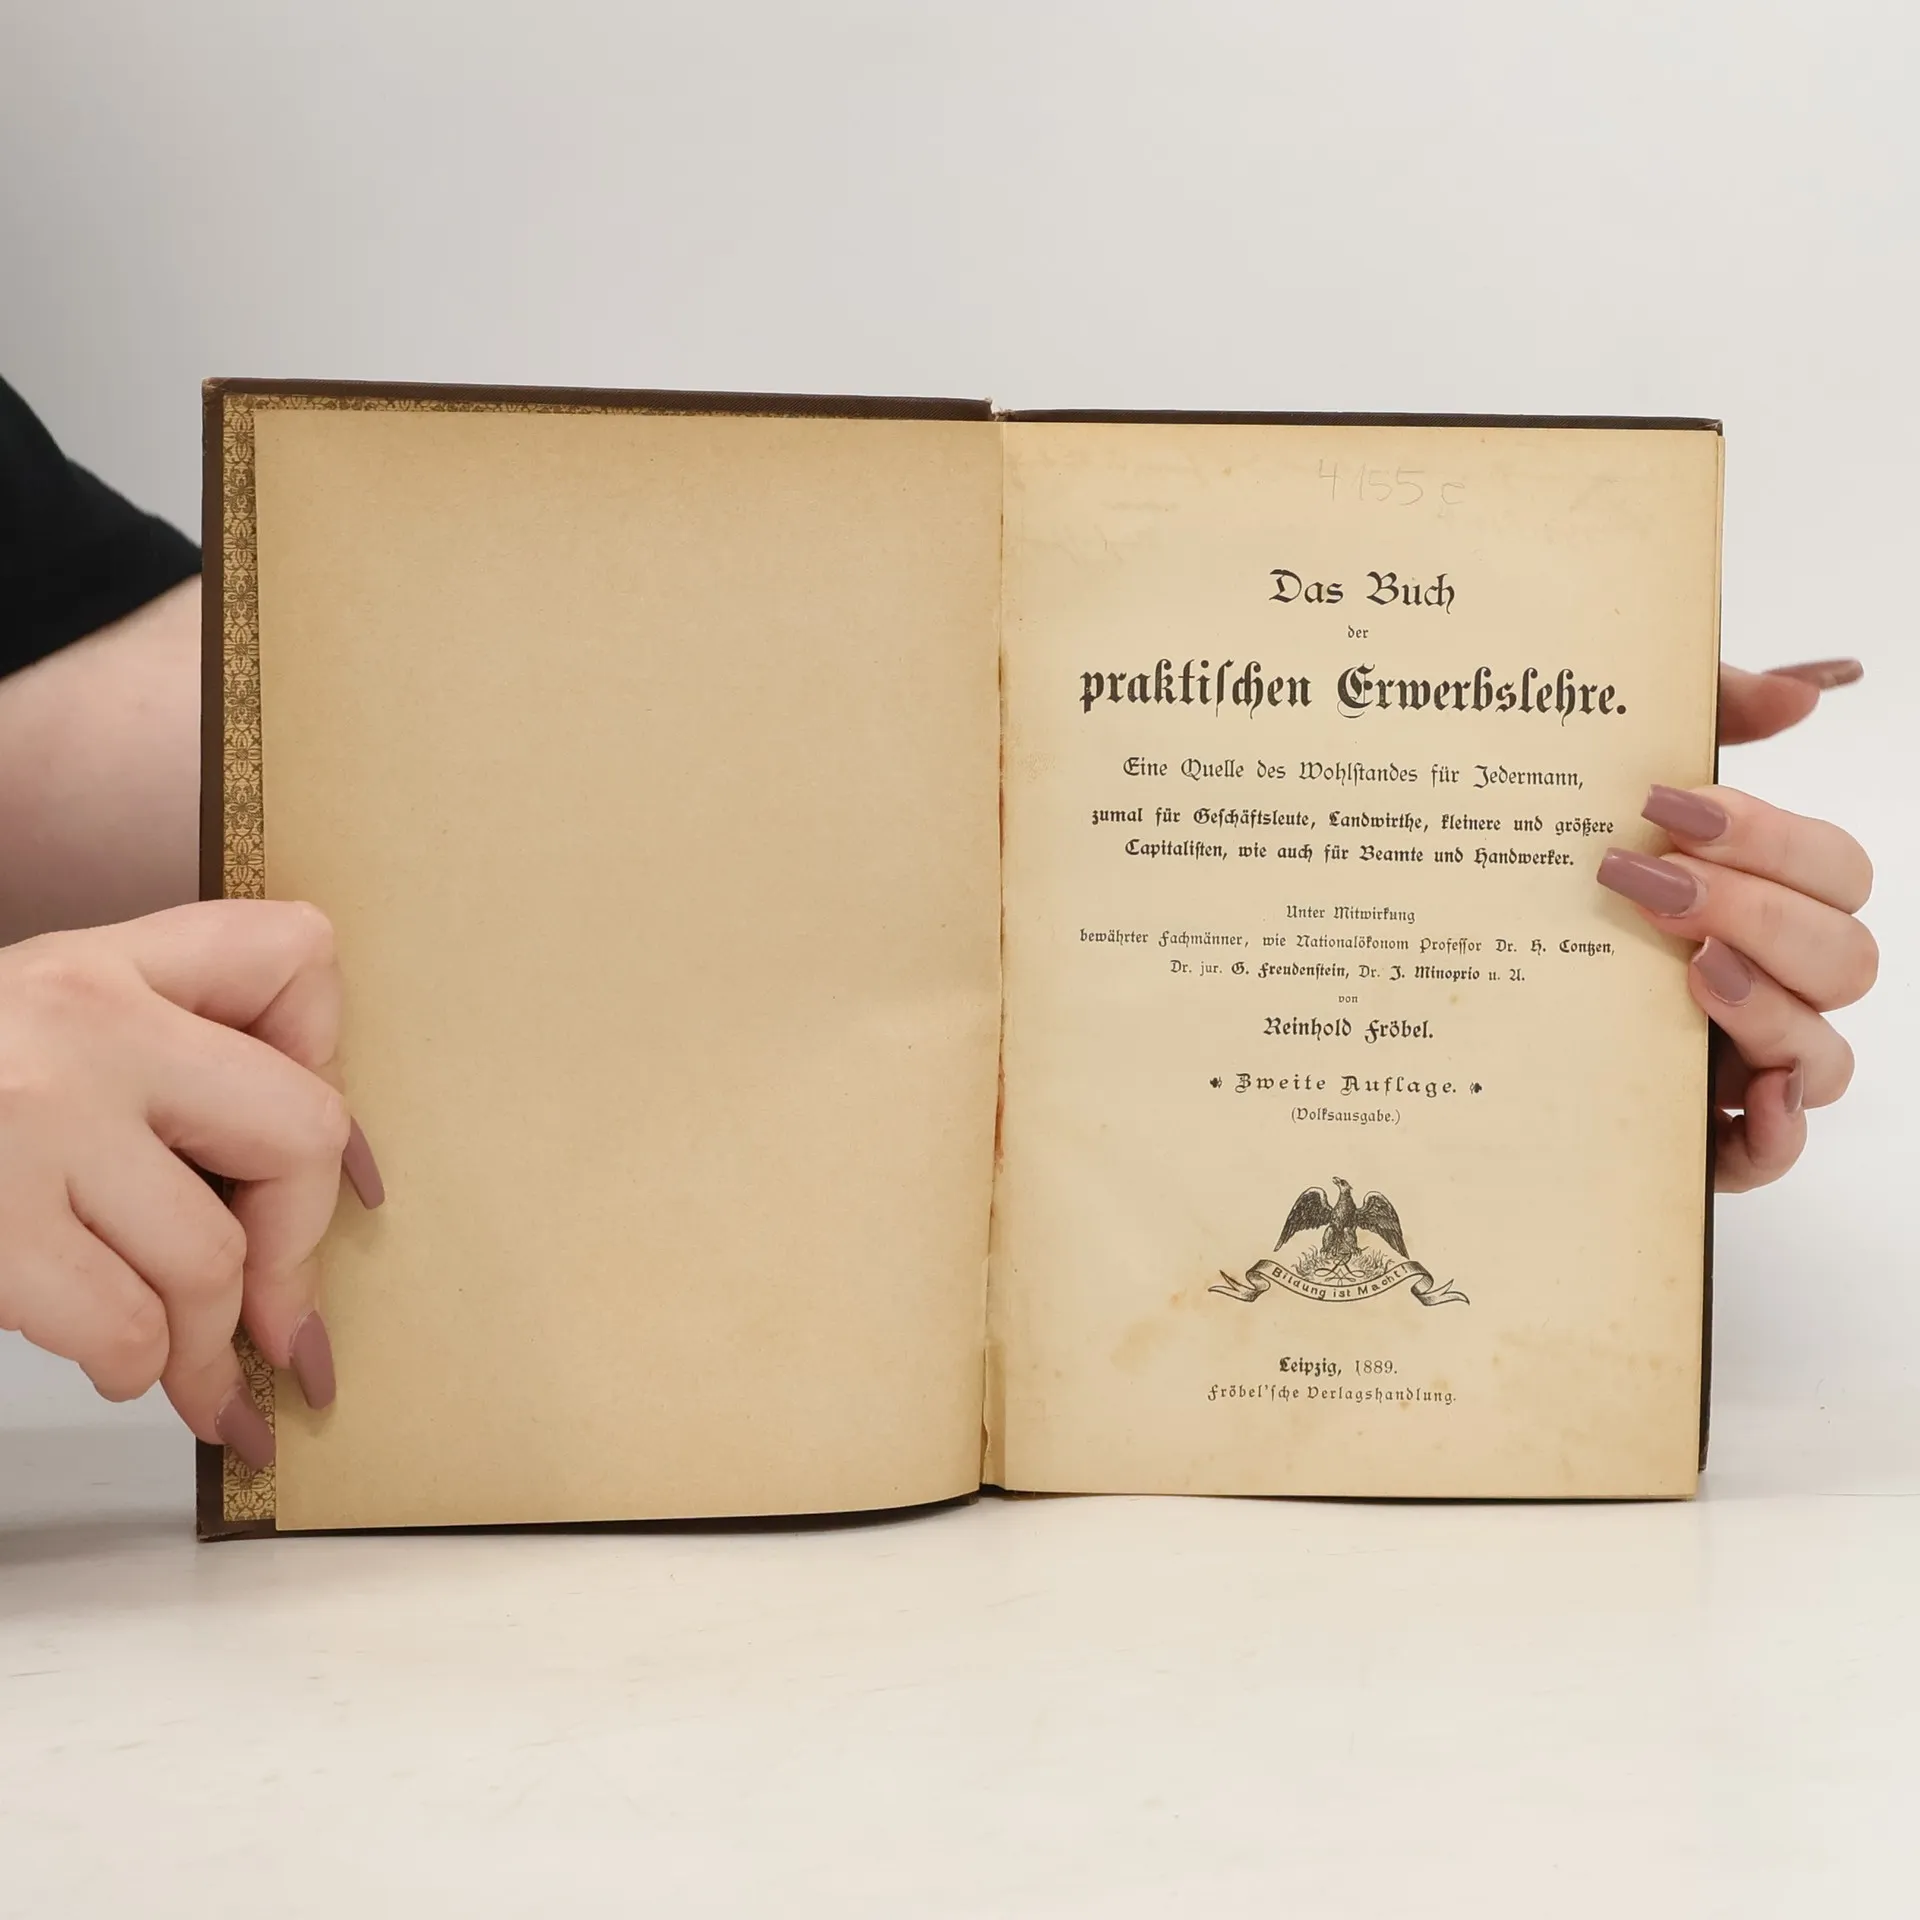 4155 c
Das Buch
der
praktiſchen Erwerbslehre.
Eine Quelle des Wohlſtandes für Jedermann,
zumal für Geſchäftsleute, Landwirthe, kleinere und größere
Capitaliſten, wie auch für Beamte und Handwerker.
Unter Mitwirkung
bewährter Fachmänner, wie Nationalökonom Profeſſor Dr. H. Contzen,
Dr. jur. G. Freudenſtein, Dr. J. Minoprio u. A.
von
Reinhold Fröbel.
Zweite Auflage.
(Volksausgabe.)
Bildung ist Macht!
Leipzig, 1889.
Fröbel'ſche Verlagshandlung.